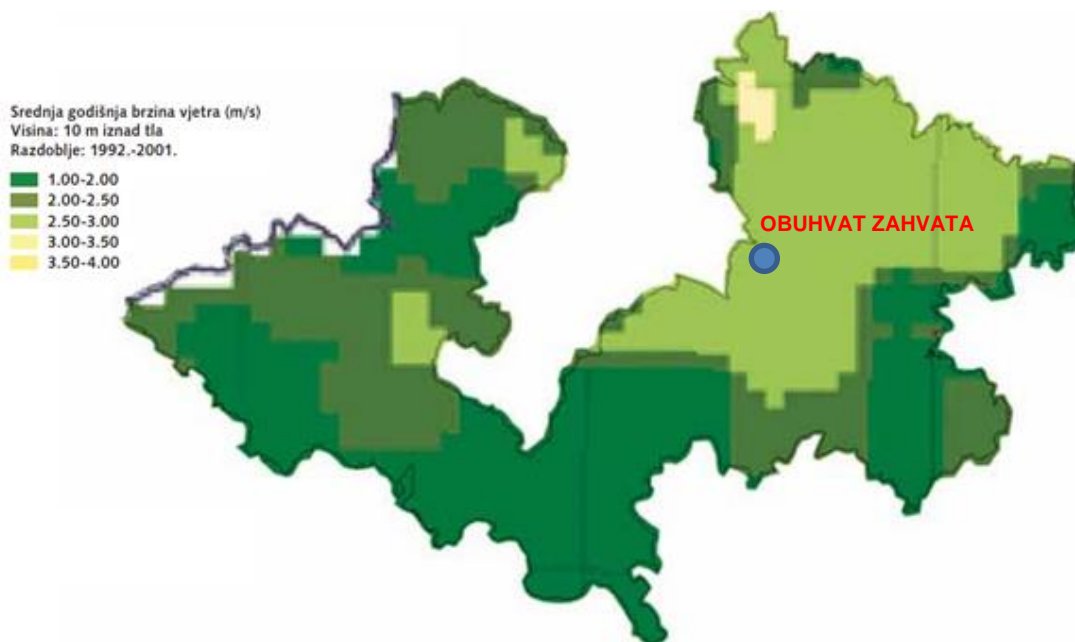 Srednja godišnja brzina vjetra (m/s)
Visina: 10 m iznad tla
Razdoblje: 1992.-2001.
1.00-2.00
2.00-2.50
2.50-3.00
3.00-3.50
3.50-4.00
OBUHVAT ZAHVATA